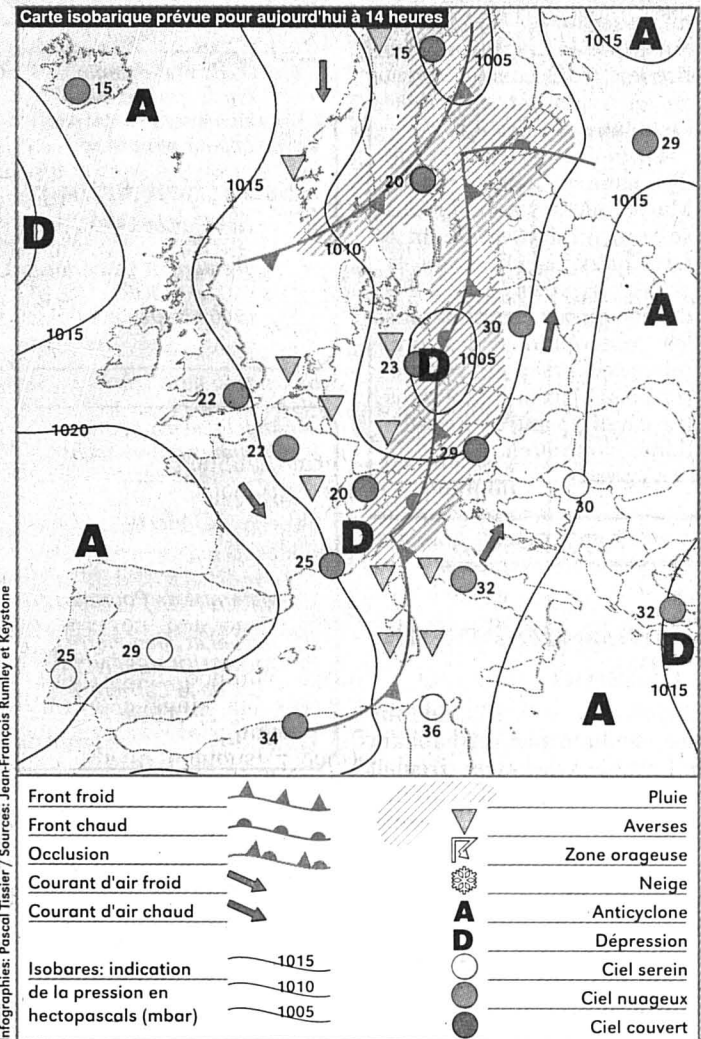 Carte isobarique prévue pour aujourd'hui à 14 heures
15
1005
1015
A
15
A
29
20
1015
1015
D
1010
A
30
1015
23
D
1005
22
1020
22
29
20
30
A
D
25
32
32
D
25
29
1015
A
34
36
Front froid
Front chaud
Occlusion
Courant d'air froid
Courant d'air chaud
Isobares: indication
de la pression en
hectopascals (mbar)
1015
1010
1005
Pluie
Averses
Zone orageuse
Neige
A Anticyclone
D Dépression
Ciel serein
Ciel nuageux
Ciel couvert
Infographies: Pascal Tissier / Sources: Jean-François Rumley et Keystone